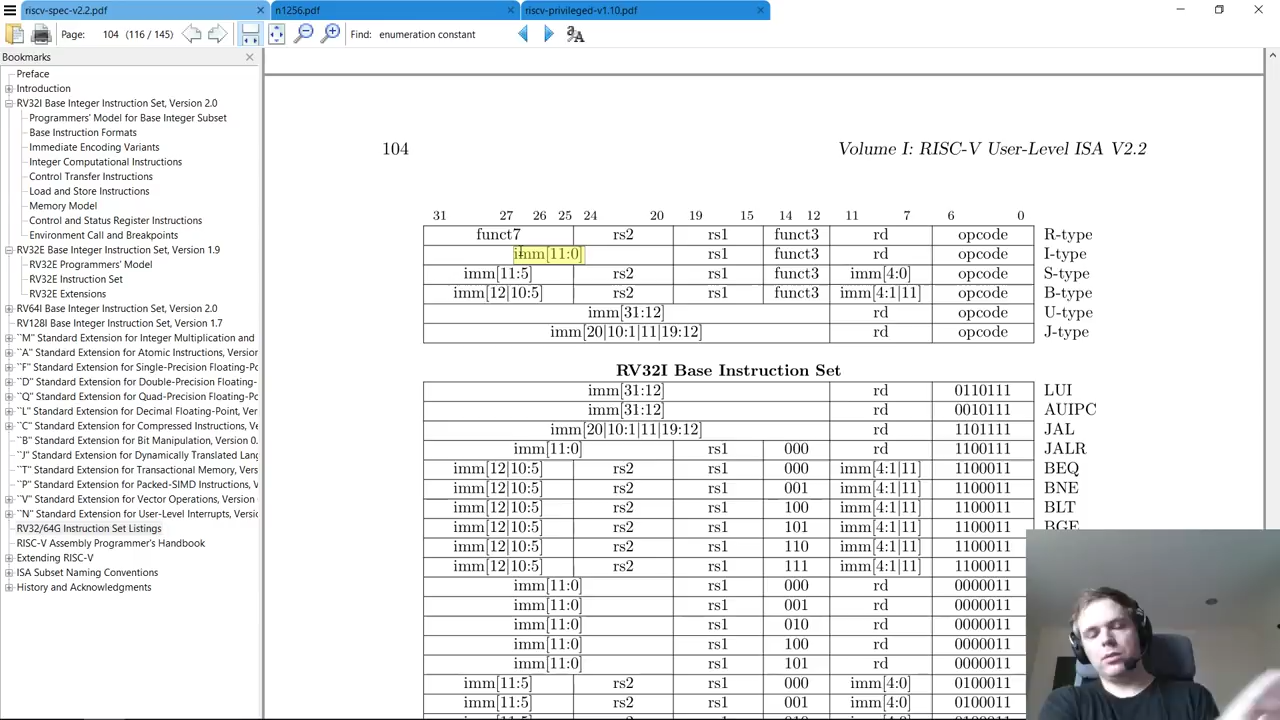 riscv-spec-v2.2.pdf
n1256.pdf
riscv-privileged-v1.10.pdf
Page: 104 (116 / 145)
Find: enumeration constant
Bookmarks
Preface
Introduction
RV32I Base Integer Instruction Set, Version 2.0
Programmers' Model for Base Integer Subset
Base Instruction Formats
Immediate Encoding Variants
Integer Computational Instructions
Control Transfer Instructions
Load and Store Instructions
Memory Model
Control and Status Register Instructions
Environment Call and Breakpoints
RV32E Base Integer Instruction Set, Version 1.9
RV32E Programmers' Model
RV32E Instruction Set
RV32E Extensions
RV64I Base Integer Instruction Set, Version 2.0
RV128I Base Integer Instruction Set, Version 1.7
``M'' Standard Extension for Integer Multiplication and
``A'' Standard Extension for Atomic Instructions, Version
``F'' Standard Extension for Single-Precision Floating-Po
``D'' Standard Extension for Double-Precision Floating-
``Q'' Standard Extension for Quad-Precision Floating-Po
``L'' Standard Extension for Decimal Floating-Point, Ver
``C'' Standard Extension for Compressed Instructions, Ve
``B'' Standard Extension for Bit Manipulation, Version 0.
``J'' Standard Extension for Dynamically Translated Lang
``T'' Standard Extension for Transactional Memory, Vers
``P'' Standard Extension for Packed-SIMD Instructions, V
``V'' Standard Extension for Vector Operations, Version
``N'' Standard Extension for User-Level Interrupts, Versio
RV32/64G Instruction Set Listings
RISC-V Assembly Programmer's Handbook
Extending RISC-V
ISA Subset Naming Conventions
History and Acknowledgments
104 Volume I: RISC-V User-Level ISA V2.2
31 27 26 25 24 20 19 15 14 12 11 7 6 0
funct7 rs2 rs1 funct3 rd opcode R-type
imm[11:0] rs1 funct3 rd opcode I-type
imm[11:5] rs2 rs1 funct3 imm[4:0] opcode S-type
imm[12|10:5] rs2 rs1 funct3 imm[4:1|11] opcode B-type
imm[31:12] rd opcode U-type
imm[20|10:1|11|19:12] rd opcode J-type
RV32I Base Instruction Set
imm[31:12] rd 0110111 LUI
imm[31:12] rd 0010111 AUIPC
imm[20|10:1|11|19:12] rd 1101111 JAL
imm[11:0] rs1 000 rd 1100111 JALR
imm[12|10:5] rs2 rs1 000 imm[4:1|11] 1100011 BEQ
imm[12|10:5] rs2 rs1 001 imm[4:1|11] 1100011 BNE
imm[12|10:5] rs2 rs1 100 imm[4:1|11] 1100011 BLT
imm[12|10:5] rs2 rs1 101 imm[4:1|11] 1100011 BGE
imm[12|10:5] rs2 rs1 110 imm[4:1|11] 1100011
imm[12|10:5] rs2 rs1 111 imm[4:1|11] 1100011
imm[11:0] rs1 000 rd 0000011
imm[11:0] rs1 001 rd 0000011
imm[11:0] rs1 010 rd 0000011
imm[11:0] rs1 100 rd 0000011
imm[11:0] rs1 101 rd 0000011
imm[11:5] rs2 rs1 000 imm[4:0] 0100011
imm[11:5] rs2 rs1 001 imm[4:0] 0100011